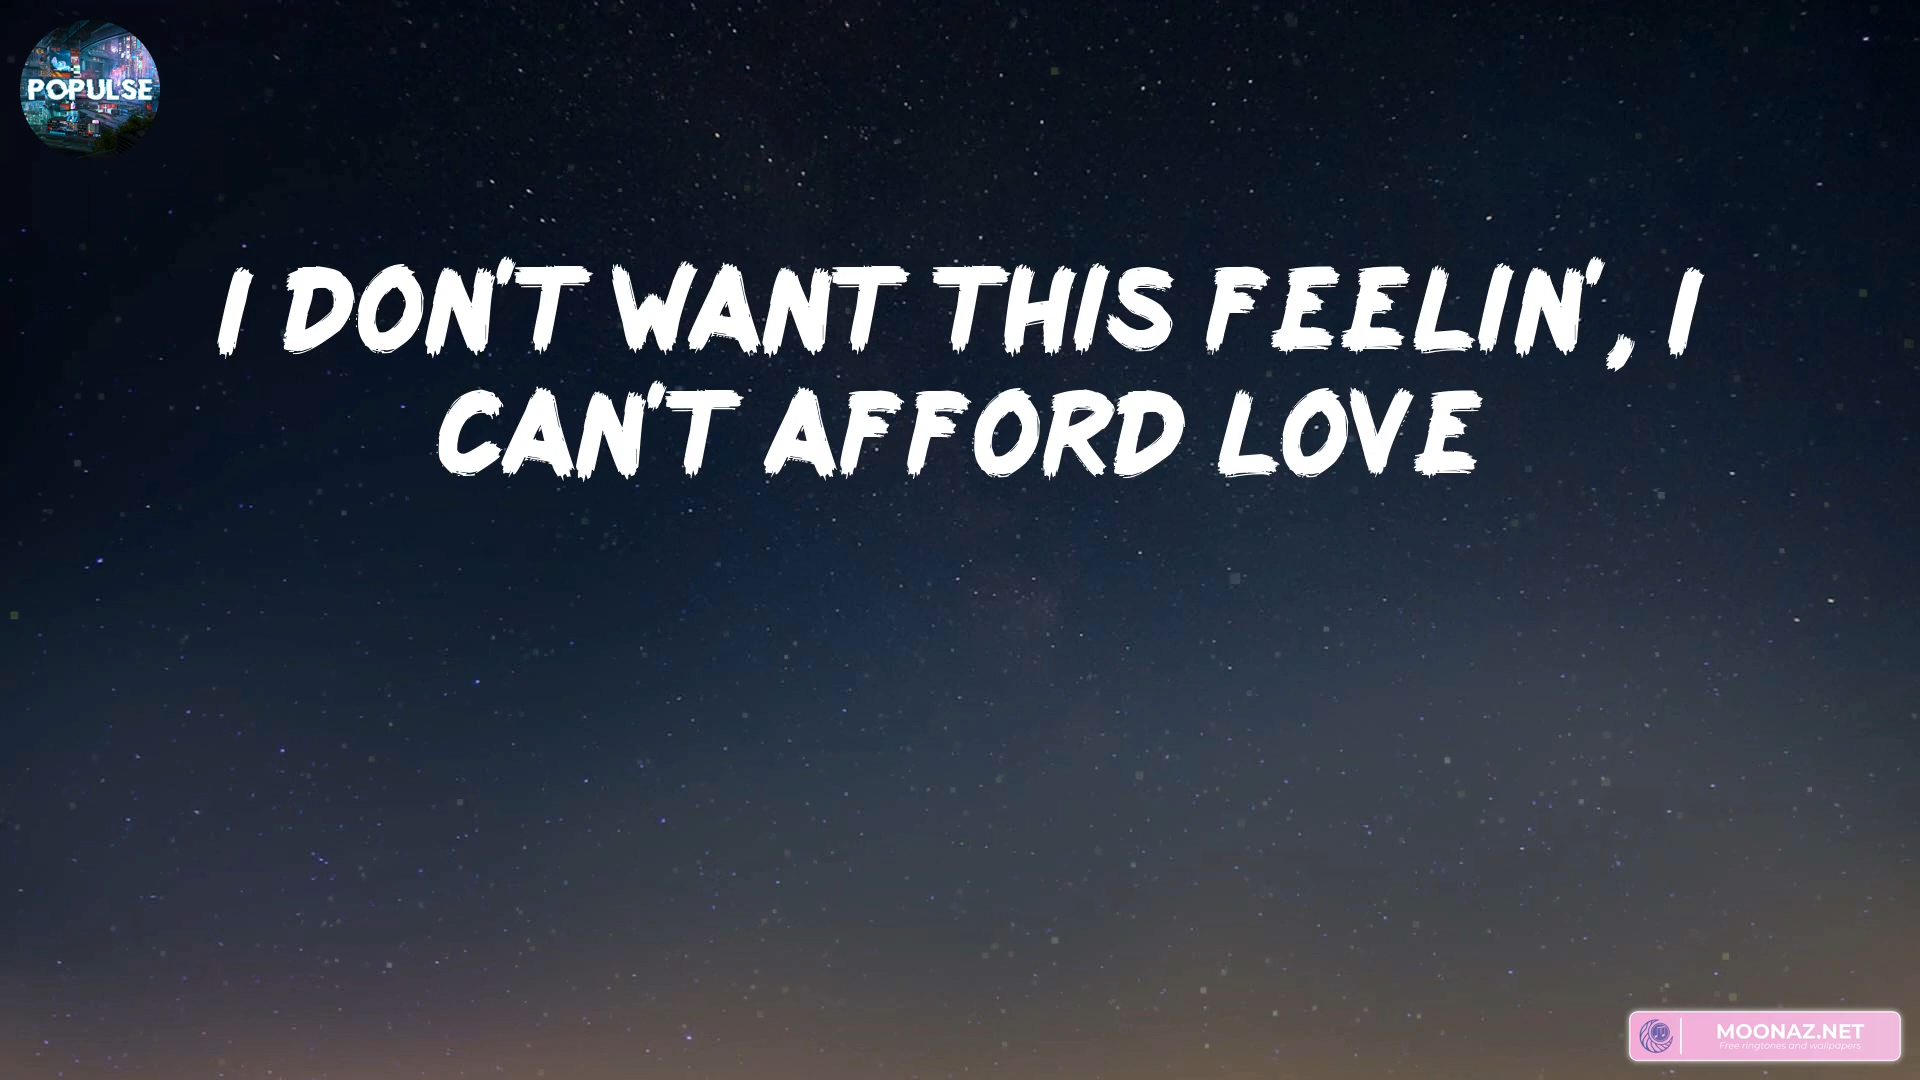 POPULSE
I DON'T WANT THIS FEELIN', I
CAN'T AFFORD LOVE
MOONAZ.NET
Free ringtones and wallpapers